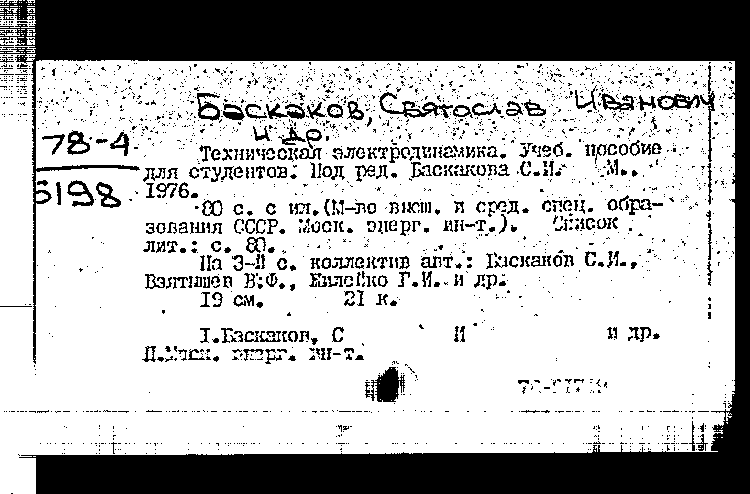 Баскаков, Святослав Иванович
и др.
78-4
5198
Техническая электродинамика. Учеб. пособие
для студентов. Под ред. Баскакова С.И. М.,
1976.
80 с. с ил. (М-во высш. и сред. спец. обра-
зования СССР. Моск. энерг. ин-т.). Список
лит.: с. 80.
На 3-й с. коллектив авт.: Баскаков С.И.,
Взятышев В.Ф., Г.И. и др.
19 см. 21 к.
I.Баскаков, С И и др.
П.Моск. энерг. ин-т.